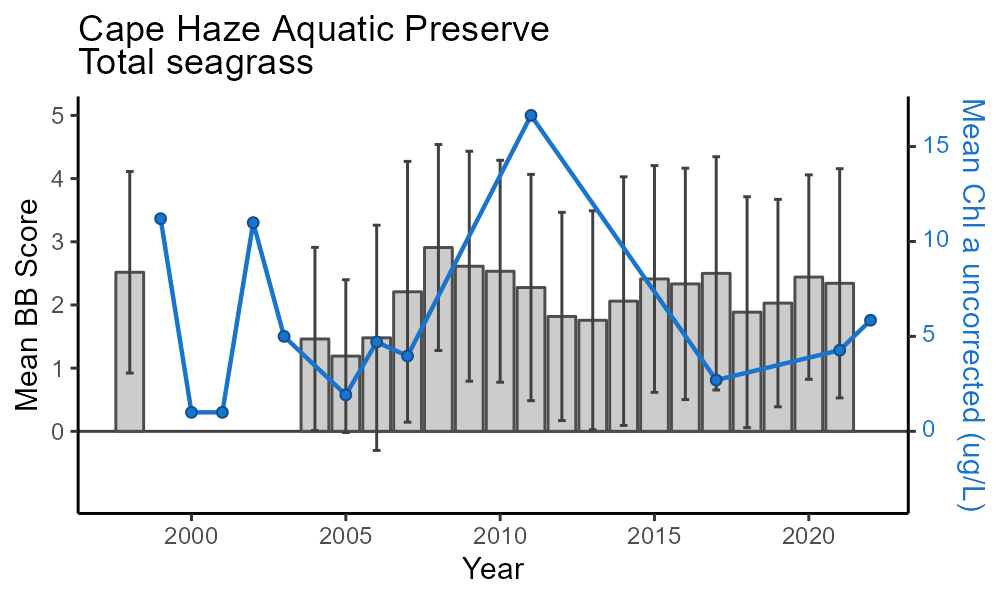 Cape Haze Aquatic Preserve
Total seagrass
Mean BB Score
5
4
3
2
1
0
15
10
5
0
Mean Chl a uncorrected (ug/L)
2000 2005 2010 2015 2020
Year